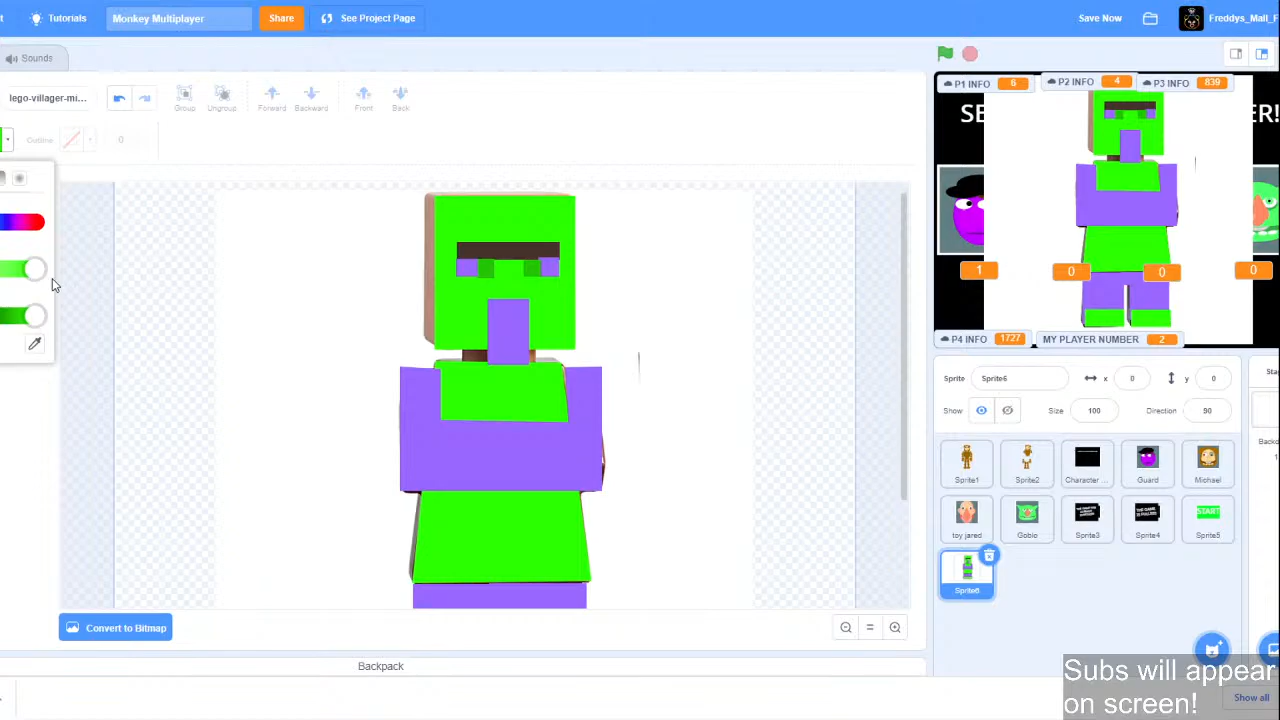 Tutorials
Monkey Multiplayer
Share
See Project Page
Save Now
Freddys_Mall_F
Sounds
lego-villager-mi...
Group
Ungroup
Forward
Backward
Front
Back
Outline
0
P1 INFO 6
P2 INFO 4
P3 INFO 839
SE
ER!
1
0
0
0
P4 INFO 1727
MY PLAYER NUMBER 2
Sprite
Sprite6
x
0
y
0
Show
Size
100
Direction
90
Sprite1
Sprite2
Character ...
Guard
Michael
toy jared
Goblo
Sprite3
Sprite4
START
Sprite5
Sprite6
Convert to Bitmap
Backpack
Subs will appear
on screen!
Show all